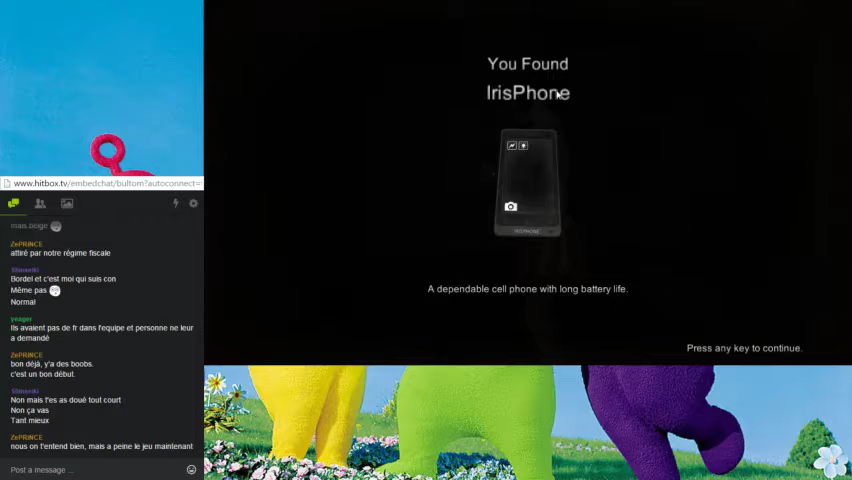 You Found
IrisPhone
IRISPHONE
A dependable cell phone with long battery life.
Press any key to continue.
www.hitbox.tv/embedchat/bultom?autoconnect=
mais.beige
ZePRiNCE
attiré par notre régime fiscale
Bordel et c'est moi qui suis con
Même pas
Normal
yeager
Ils avaient pas de fr dans l'equipe et personne ne leur
a demandé
ZePRiNCE
bon déjà, y'a des boobs.
c'est un bon début.
Non mais t'es as doué tout court
Non ça vas
Tant mieux
ZePRiNCE
nous on t'entend bien, mais a peine le jeu maintenant
Post a message ...